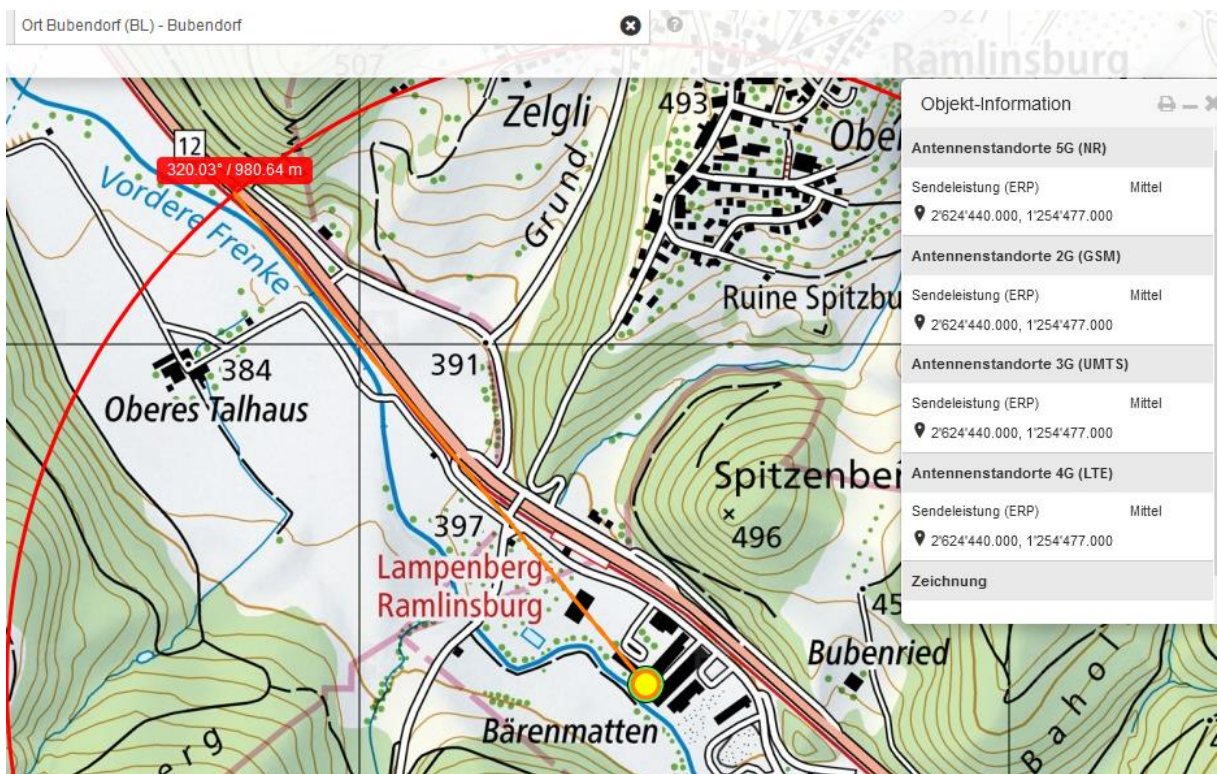 Ort Bubendorf (BL) - Bubendorf
527
507
Ramlinsburg
Zelgli
493
Ober
12
320.03° / 980.64 m
Vordere Frenke
Grund
Ruine Spitzbu
391
384
Oberes Talhaus
Spitzenber
496
397
Lampenberg-
Ramlinsburg
45
Bubenried
Bärenmatten
erg
Bahol
Objekt-Information
Antennenstandorte 5G (NR)
Sendeleistung (ERP) Mittel
2'624'440.000, 1'254'477.000
Antennenstandorte 2G (GSM)
Sendeleistung (ERP) Mittel
2'624'440.000, 1'254'477.000
Antennenstandorte 3G (UMTS)
Sendeleistung (ERP) Mittel
2'624'440.000, 1'254'477.000
Antennenstandorte 4G (LTE)
Sendeleistung (ERP) Mittel
2'624'440.000, 1'254'477.000
Zeichnung